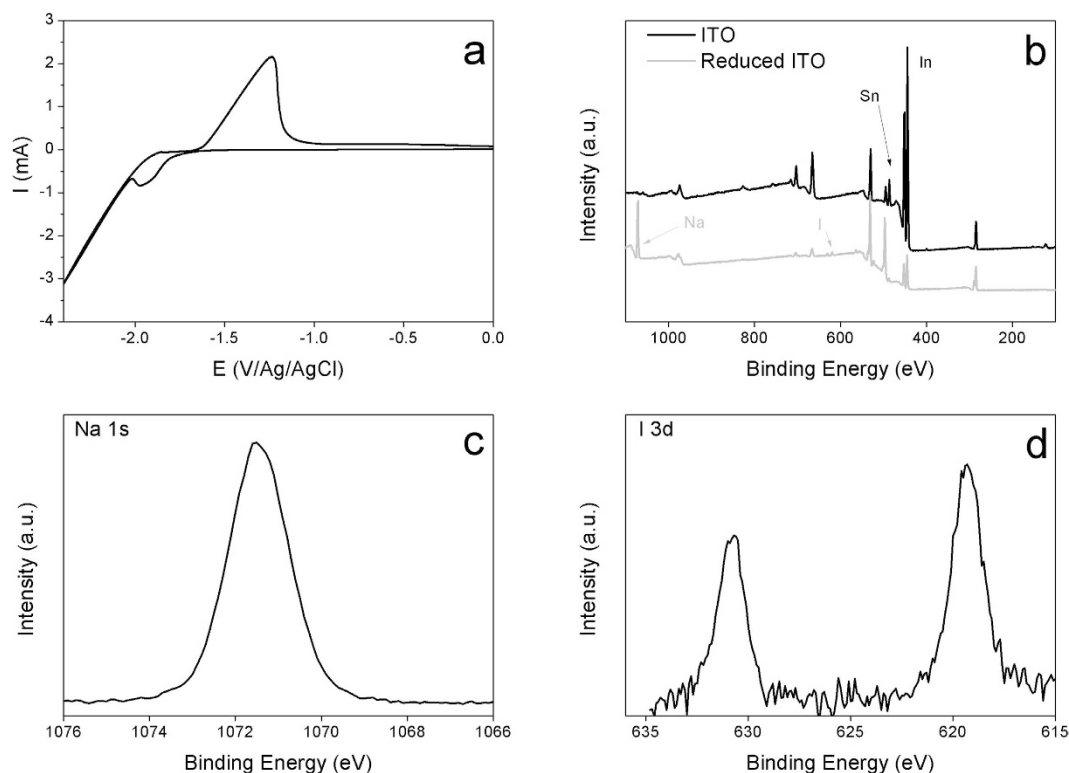 a
3
2
1
0
-1
-2
-3
-4
I (mA)
-2.0
-1.5
-1.0
-0.5
0.0
E (V/Ag/AgCl)
b
ITO
Reduced ITO
In
Sn
Na
I
Intensity (a.u.)
1000
800
600
400
200
Binding Energy (eV)
Na 1s
c
Intensity (a.u.)
1076
1074
1072
1070
1068
1066
Binding Energy (eV)
I 3d
d
Intensity (a.u.)
635
630
625
620
615
Binding Energy (eV)